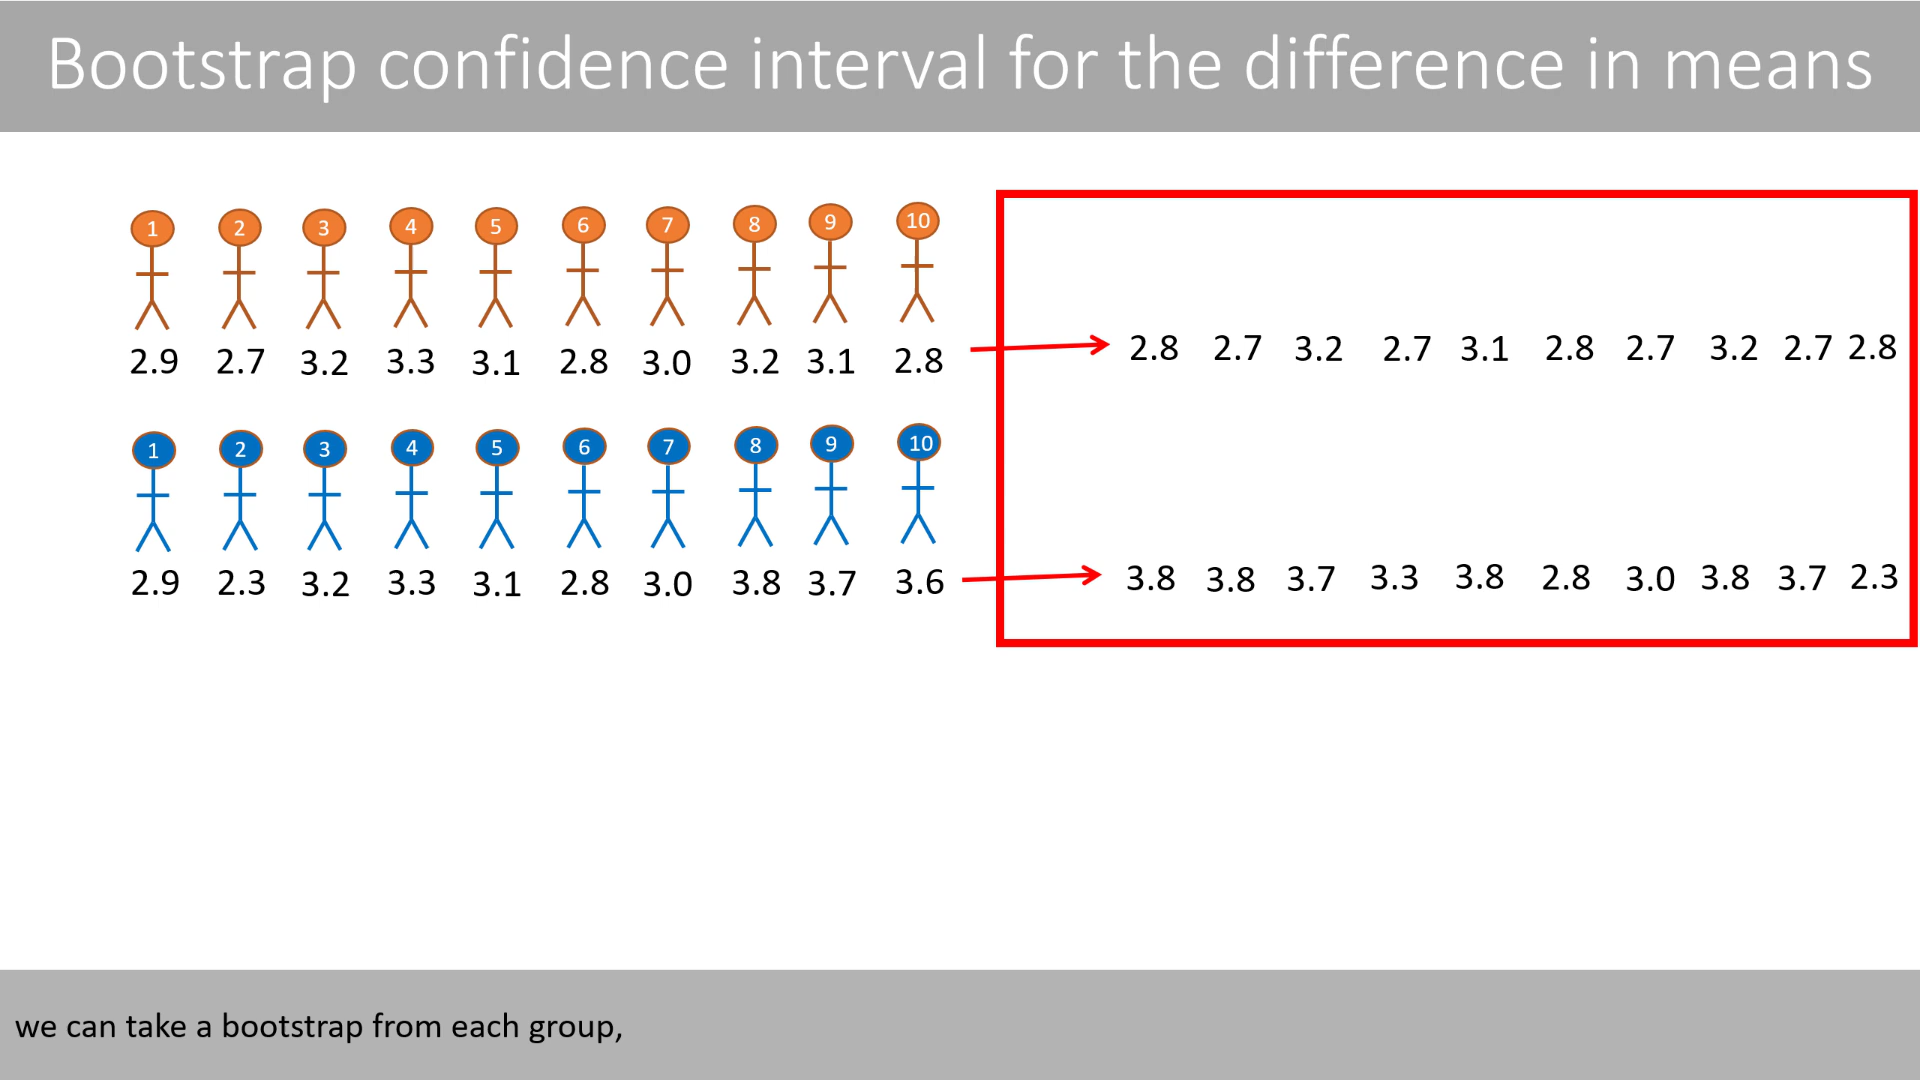 Bootstrap confidence interval for the difference in means
1 2 3 4 5 6 7 8 9 10
2.9 2.7 3.2 3.3 3.1 2.8 3.0 3.2 3.1 2.8
2.8 2.7 3.2 2.7 3.1 2.8 2.7 3.2 2.7 2.8
1 2 3 4 5 6 7 8 9 10
2.9 2.3 3.2 3.3 3.1 2.8 3.0 3.8 3.7 3.6
3.8 3.8 3.7 3.3 3.8 2.8 3.0 3.8 3.7 2.3
we can take a bootstrap from each group,